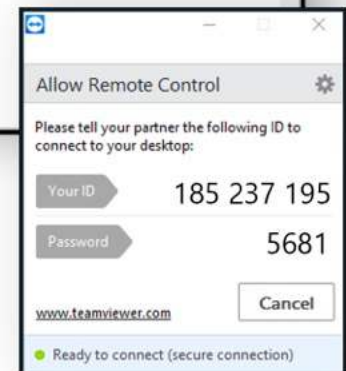 Allow Remote Control
Please tell your partner the following ID to
connect to your desktop:
Your ID 185 237 195
Password 5681
www.teamviewer.com Cancel
Ready to connect (secure connection)